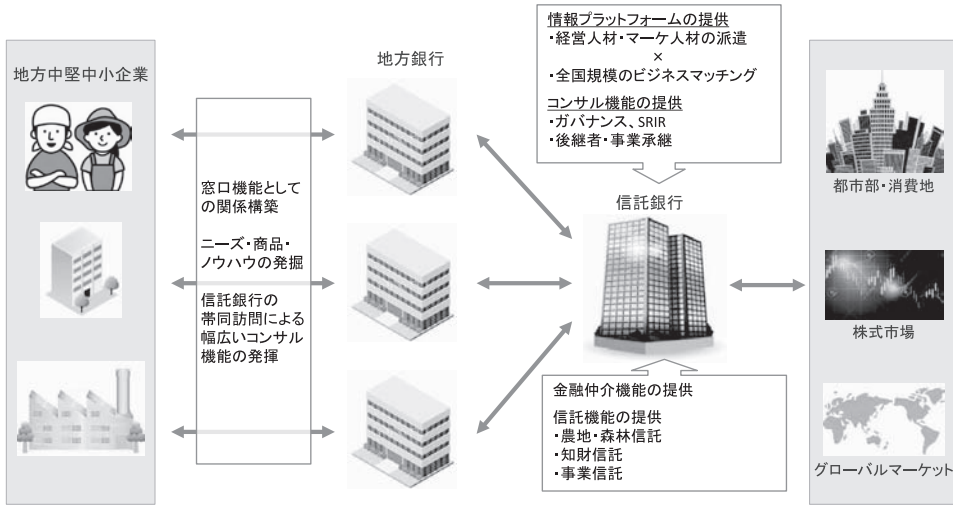 地方中堅中小企業
窓口機能として
の関係構築
ニーズ・商品・
ノウハウの発掘
信託銀行の
帯同訪問による
幅広いコンサル
機能の発揮
地方銀行
情報プラットフォームの提供
・経営人材・マーケ人材の派遣
×
・全国規模のビジネスマッチング
コンサル機能の提供
・ガバナンス、SRIR
・後継者・事業承継
信託銀行
金融仲介機能の提供
信託機能の提供
・農地・森林信託
・知財信託
・事業信託
都市部・消費地
株式市場
グローバルマーケット